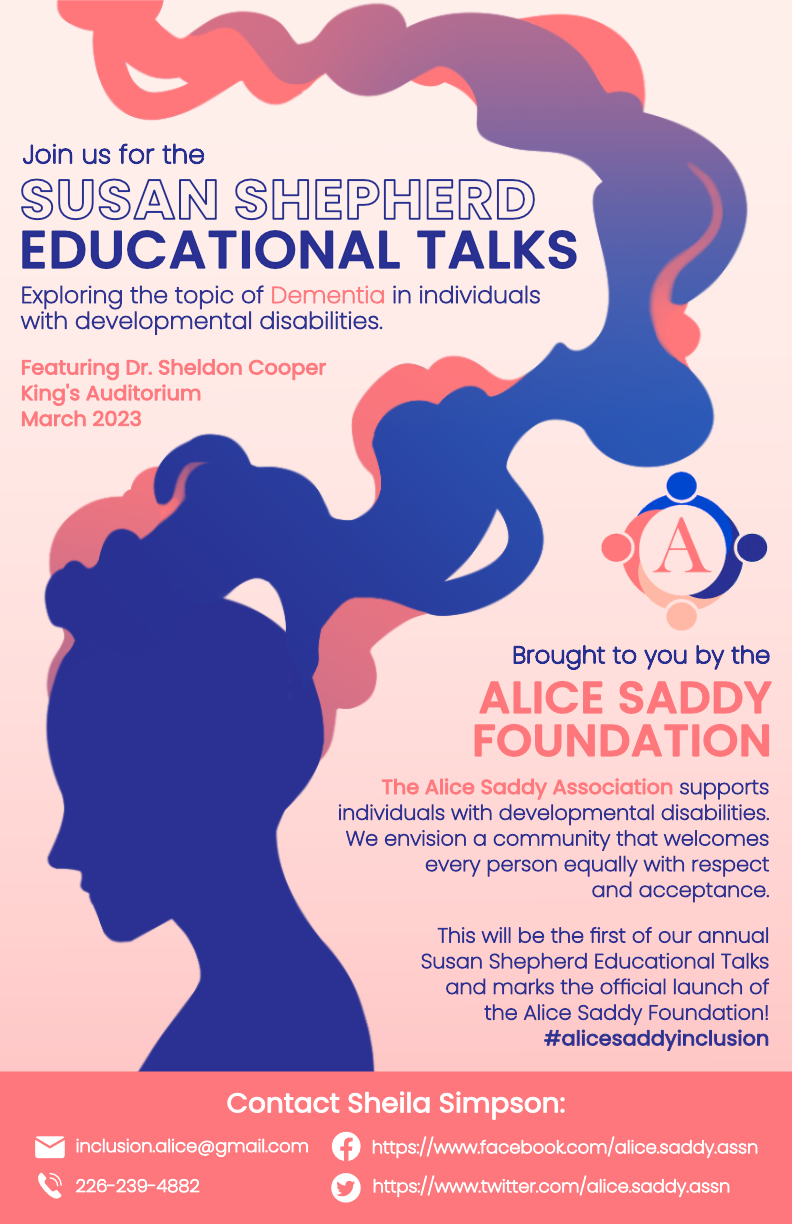 Join us for the
SUSAN SHEPHERD
EDUCATIONAL TALKS
Exploring the topic of Dementia in individuals
with developmental disabilities.
Featuring Dr. Sheldon Cooper
King's Auditorium
March 2023
A
Brought to you by the
ALICE SADDY
FOUNDATION
The Alice Saddy Association supports
individuals with developmental disabilities.
We envision a community that welcomes
every person equally with respect
and acceptance.
This will be the first of our annual
Susan Shepherd Educational Talks
and marks the official launch of
the Alice Saddy Foundation!
#alicesaddyinclusion
Contact Sheila Simpson:
inclusion.alice@gmail.com
https://www.facebook.com/alice.saddy.assn
226-239-4882
https://www.twitter.com/alice.saddy.assn